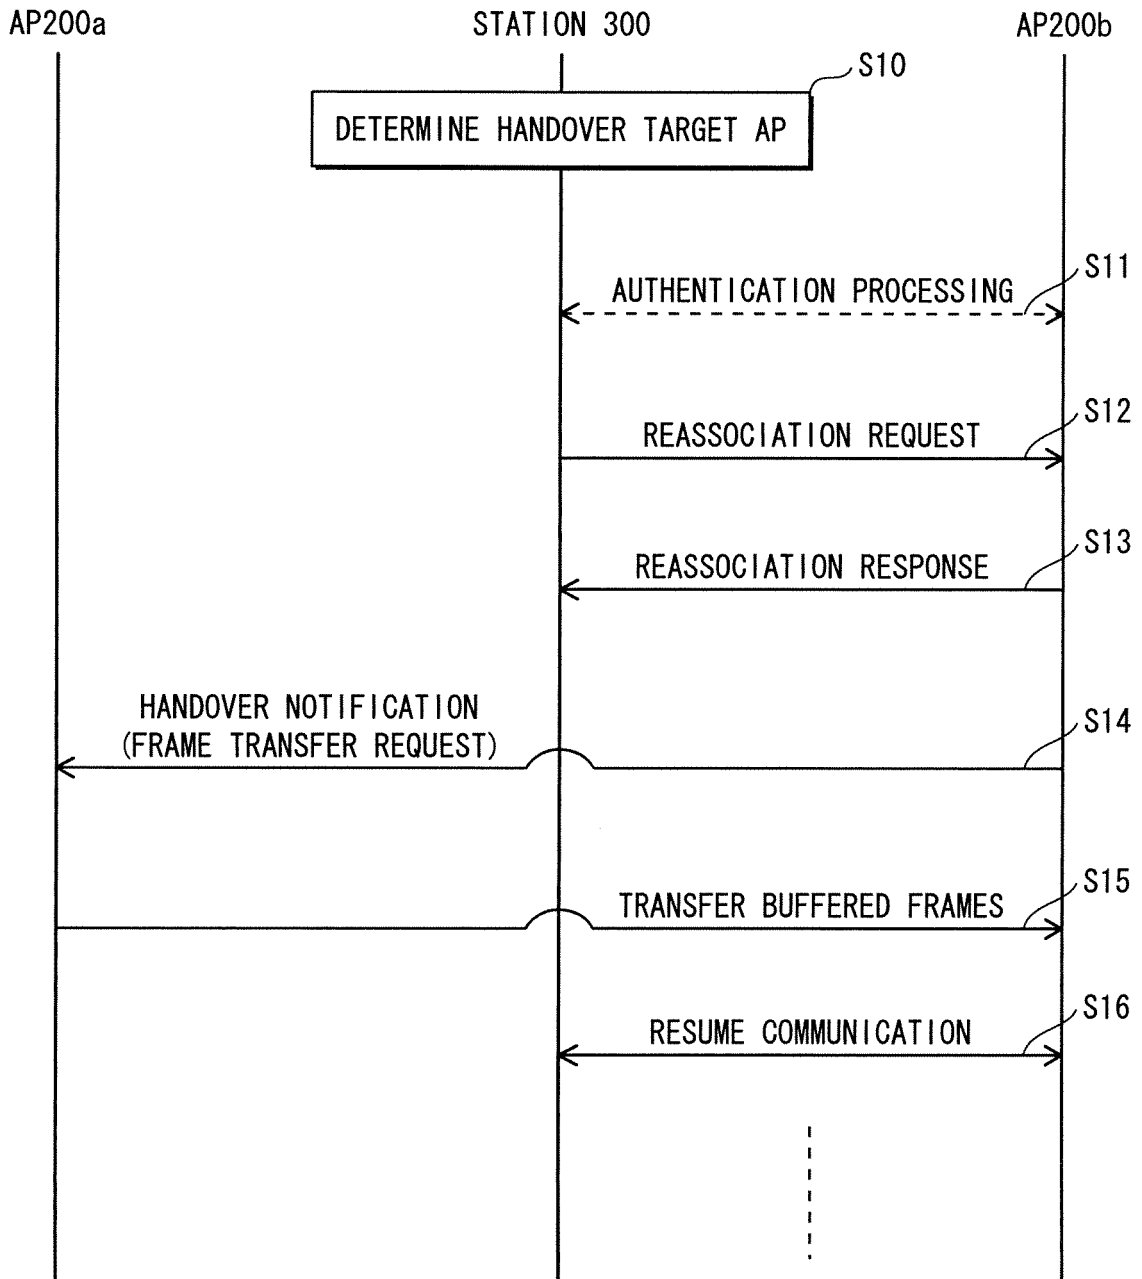 AP200a
STATION 300
AP200b
S10
DETERMINE HANDOVER TARGET AP
S11
AUTHENTICATION PROCESSING
S12
REASSOCIATION REQUEST
S13
REASSOCIATION RESPONSE
HANDOVER NOTIFICATION
(FRAME TRANSFER REQUEST)
S14
S15
TRANSFER BUFFERED FRAMES
S16
RESUME COMMUNICATION